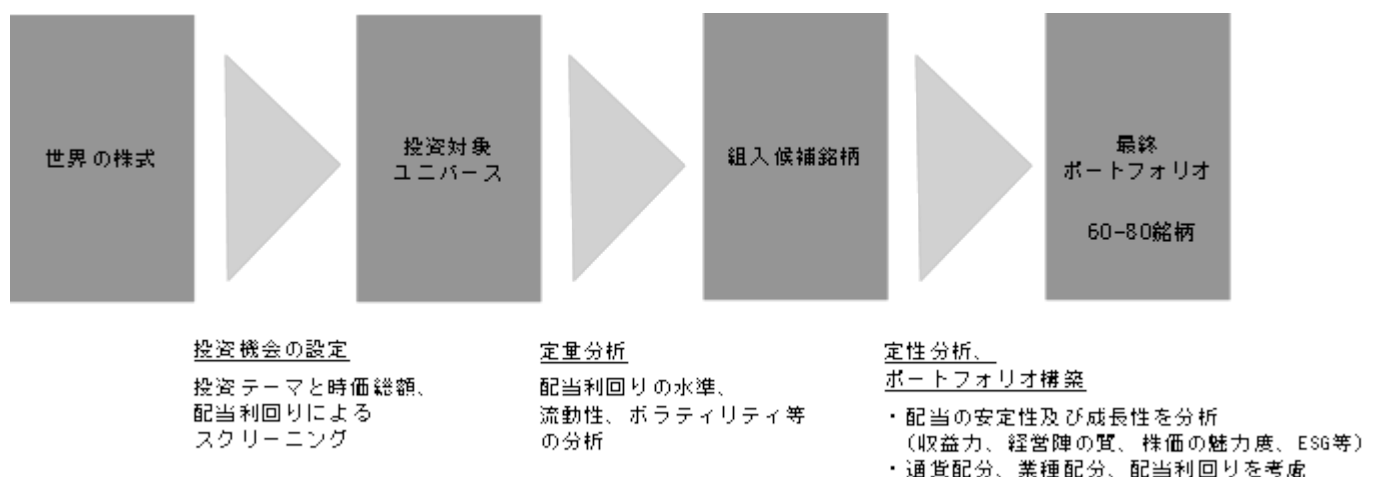 世界の株式
投資対象
ユニバース
組入候補銘柄
最終
ポートフォリオ
60-80銘柄
投資機会の設定
投資テーマと時価総額、
配当利回りによる
スクリーニング
定量分析
配当利回りの水準、
流動性、ボラティリティ等
の分析
定性分析、
ポートフォリオ構築
・配当の安定性及び成長性を分析
（収益力、経営陣の質、株価の魅力度、ESG等）
・通貨配分、業種配分、配当利回りを考慮